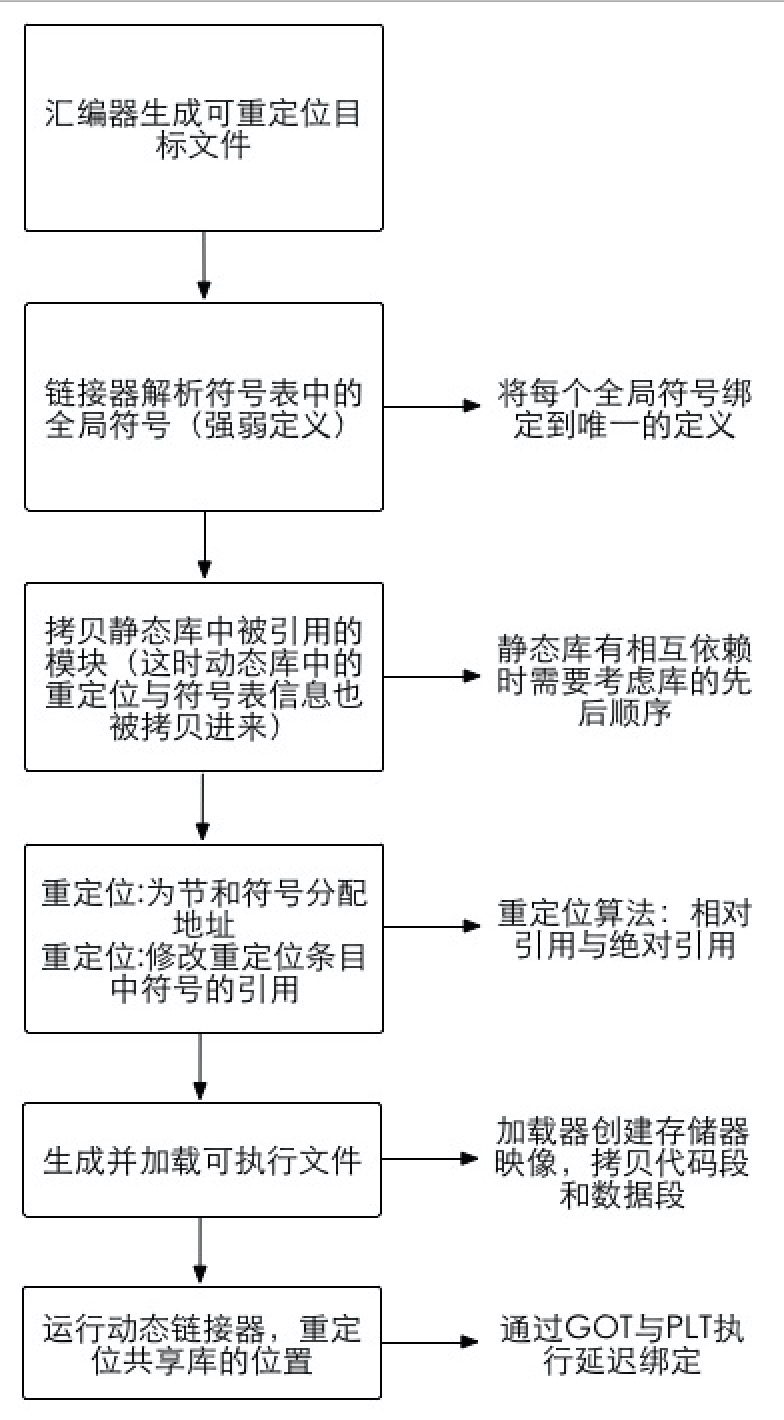 汇编器生成可重定位目
标文件
链接器解析符号表中的
全局符号（强弱定义）
将每个全局符号绑
定到唯一的定义
拷贝静态库中被引用的
模块（这时动态库中的
重定位与符号表信息也
被拷贝进来）
静态库有相互依赖
时需要考虑库的先
后顺序
重定位:为节和符号分配
地址
重定位:修改重定位条目
中符号的引用
重定位算法：相对
引用与绝对引用
生成并加载可执行文件
加载器创建存储器
映像，拷贝代码段
和数据段
运行动态链接器，重定
位共享库的位置
通过GOT与PLT执
行延迟绑定